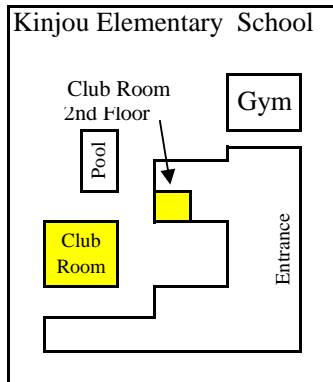 Kinjou Elementary School
Club Room
2nd Floor
Gym
Pool
Club
Room
Entrance